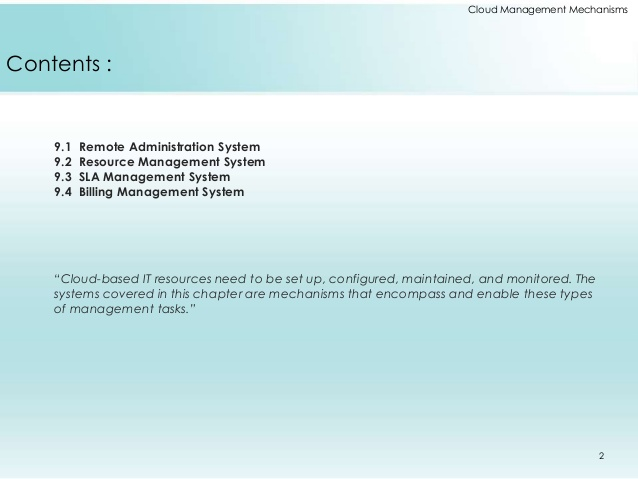 Cloud Management Mechanisms
Contents :
9.1 Remote Administration System
9.2 Resource Management System
9.3 SLA Management System
9.4 Billing Management System
“Cloud-based IT resources need to be set up, configured, maintained, and monitored. The
systems covered in this chapter are mechanisms that encompass and enable these types
of management tasks.”
2